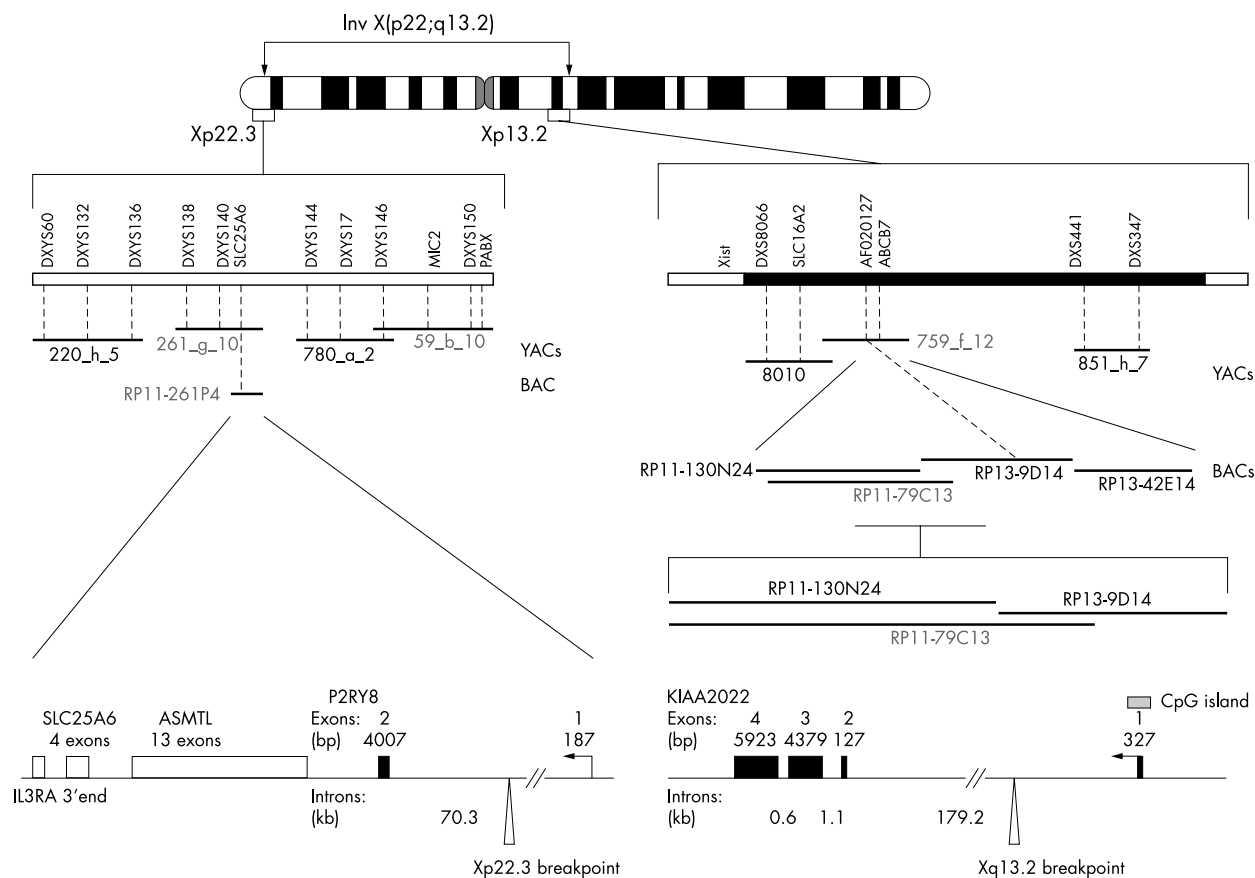 Inv X(p22;q13.2)
Xp22.3
Xp13.2
DXYS60
DXYS132
DXYS136
DXYS138
DXYS140
SLC25A6
DXYS144
DXYS17
DXYS146
MIC2
DXYS150
PABX
220_h_5
261_g_10
780_a_2
59_b_10
YACs
RP11-261P4
BAC
Xist
DXS8066
SLC16A2
AF020127
ABCB7
DXS441
DXS347
8010
759_f_12
851_h_7
YACs
RP11-130N24
RP11-79C13
RP13-9D14
RP13-42E14
BACs
RP11-130N24
RP13-9D14
RP11-79C13
SLC25A6
4 exons
ASMTL
13 exons
P2RY8
Exons: 2 1
(bp) 4007 187
IL3RA 3'end
Introns:
(kb) 70.3
Xp22.3 breakpoint
KIAA2022
CpG island
Exons: 4 3 2 1
(bp) 5923 4379 127 327
Introns:
(kb) 0.6 1.1 179.2
Xq13.2 breakpoint